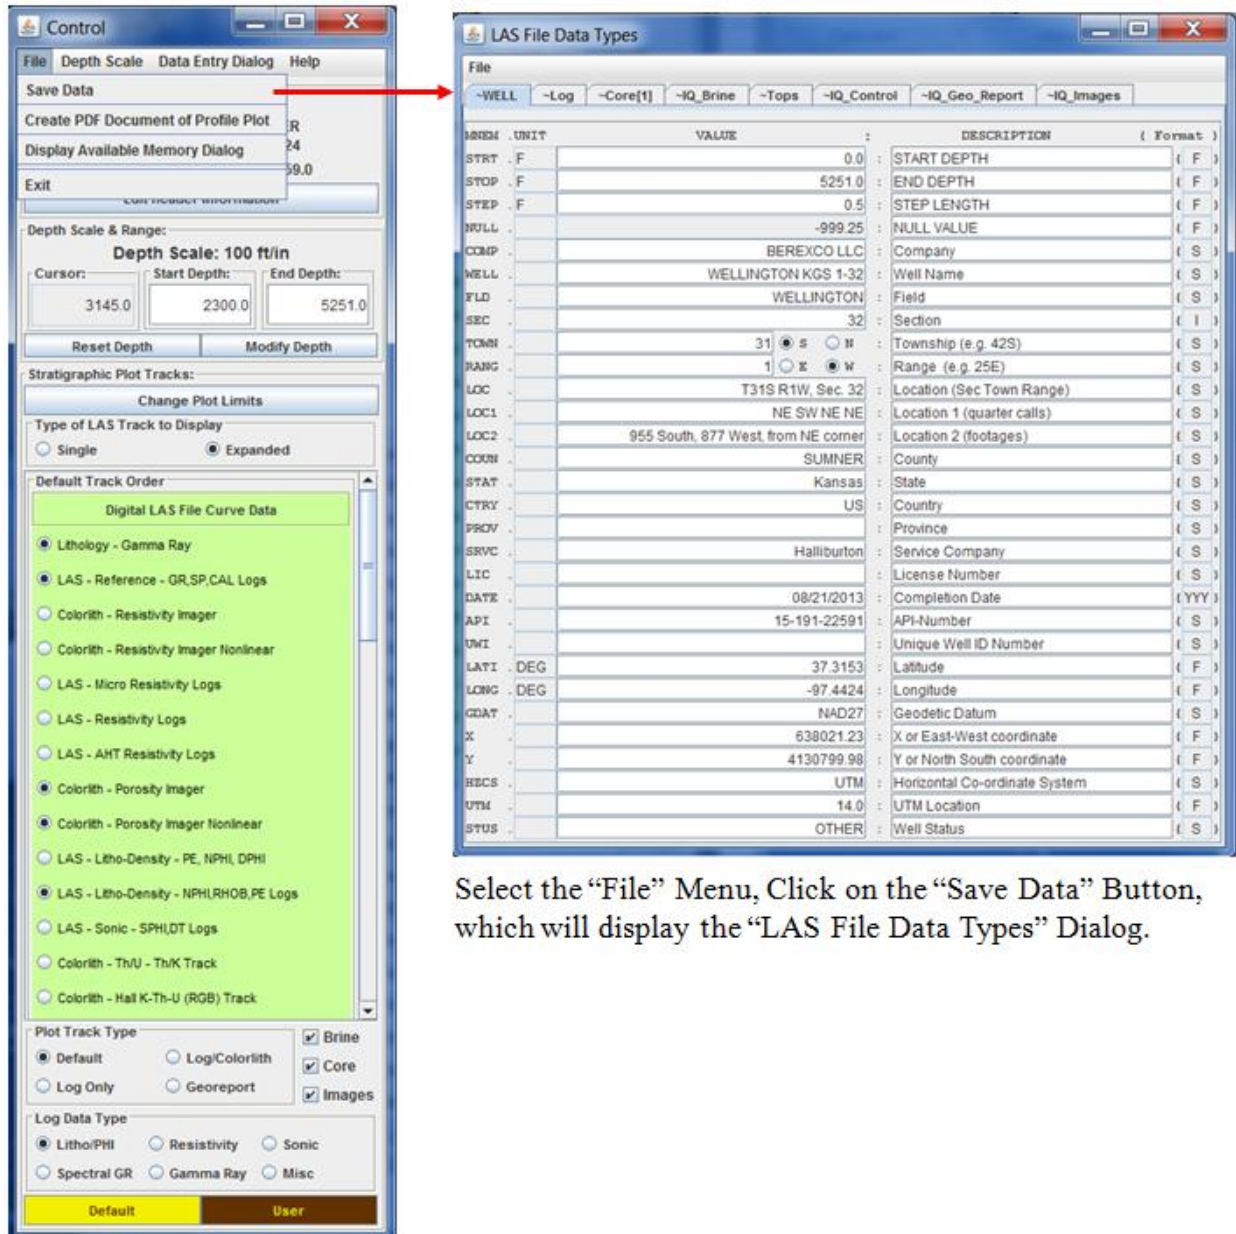 Control
File Depth Scale Data Entry Dialog Help
Save Data
Create PDF Document of Profile Plot
ER
Display Available Memory Dialog
24
59.0
Exit
Edit Header Information
Depth Scale & Range:
Depth Scale: 100 ft/in
Cursor: Start Depth: End Depth:
3145.0 2300.0 5251.0
Reset Depth Modify Depth
Stratigraphic Plot Tracks:
Change Plot Limits
Type of LAS Track to Display
Single Expanded
Default Track Order
Digital LAS File Curve Data
Lithology - Gamma Ray
LAS - Reference - GR,SP,CAL Logs
Colorlith - Resistivity Imager
Colorlith - Resistivity Imager Nonlinear
LAS - Micro Resistivity Logs
LAS - Resistivity Logs
LAS - AHT Resistivity Logs
Colorlith - Porosity Imager
Colorlith - Porosity Imager Nonlinear
LAS - Litho-Density - PE, NPHI, DPHI
LAS - Litho-Density - NPHI,RHOB,PE Logs
LAS - Sonic - SPHI,DT Logs
Colorlith - Th/U - Th/K Track
Colorlith - Hall K-Th-U (RGB) Track
Plot Track Type
Default Log/Colorlith
Log Only Georeport
Brine
Core
Images
Log Data Type
Litho/PHI Resistivity Sonic
Spectral GR Gamma Ray Misc
Default User
LAS File Data Types
File
~WELL ~Log ~Core[1] ~IQ_Brine ~Tops ~IQ_Control ~IQ_Geo_Report ~IQ_Images
MNEM .UNIT VALUE : DESCRIPTION ( Format )
STRT . F 0.0 : START DEPTH ( F )
STOP . F 5251.0 : END DEPTH ( F )
STEP . F 0.5 : STEP LENGTH ( F )
NULL . -999.25 : NULL VALUE ( F )
COMP . BEREXCO LLC : Company ( S )
WELL . WELLINGTON KGS 1-32 : Well Name ( S )
FLD . WELLINGTON : Field ( S )
SEC . 32 : Section ( I )
TOWN . 31 S N : Township (e.g. 42S) ( S )
RANG . 1 E W : Range (e.g. 25E) ( S )
LOC . T31S R1W, Sec. 32 : Location (Sec Town Range) ( S )
LOC1 . NE SW NE NE : Location 1 (quarter calls) ( S )
LOC2 . 955 South, 877 West, from NE corner : Location 2 (footages) ( S )
COUN . SUMNER : County ( S )
STAT . Kansas : State ( S )
CTRY . US : Country ( S )
PROV . : Province ( S )
SRVC . Halliburton : Service Company ( S )
LIC . : License Number ( S )
DATE . 08/21/2013 : Completion Date ( YYY )
API . 15-191-22591 : API-Number ( S )
UWI . : Unique Well ID Number ( S )
LATI . DEG 37.3153 : Latitude ( F )
LONG . DEG -97.4424 : Longitude ( F )
GDAT . NAD27 : Geodetic Datum ( S )
X . 638021.23 : X or East-West coordinate ( F )
Y . 4130799.98 : Y or North South coordinate ( F )
HECS . UTM : Horizontal Co-ordinate System ( S )
UTM . 14.0 : UTM Location ( F )
STUS . OTHER : Well Status ( S )
Select the “File” Menu, Click on the “Save Data” Button,
which will display the “LAS File Data Types” Dialog.